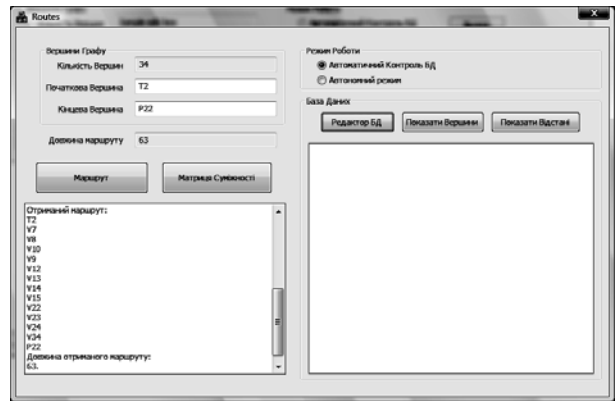 Routes
Вершини Графу
Кількість Вершин 34
Початкова Вершина T2
Кінцева Вершина P22
Довжина маршруту 63
Маршрут Матриця Суміжності
Отриманий маршрут:
T2
V7
V8
V10
V9
V12
V13
V14
V15
V22
V23
V24
V34
P22
Довжина отриманого маршруту:
63.
Режим Роботи
Автоматичний Контроль БД
Автономний режим
База Даних
Редактор БД Показати Вершини Показати Відстані